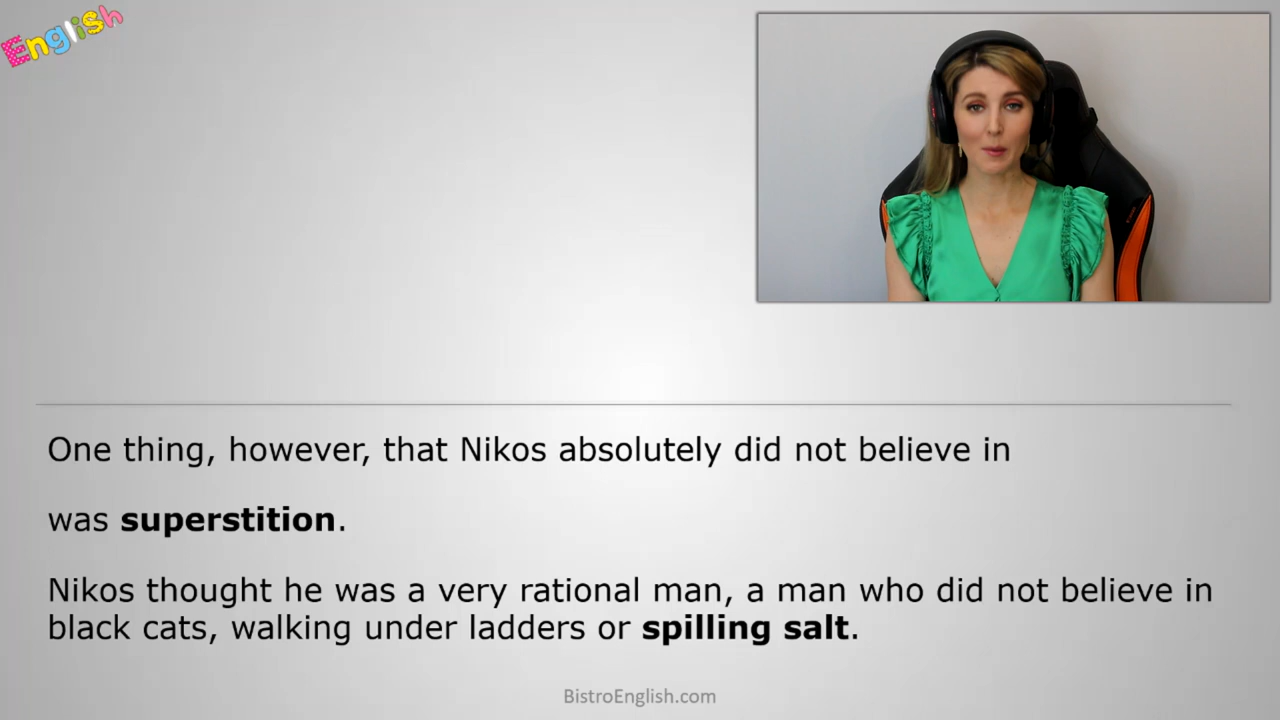 English
One thing, however, that Nikos absolutely did not believe in
was superstition.
Nikos thought he was a very rational man, a man who did not believe in
black cats, walking under ladders or spilling salt.
BistroEnglish.com